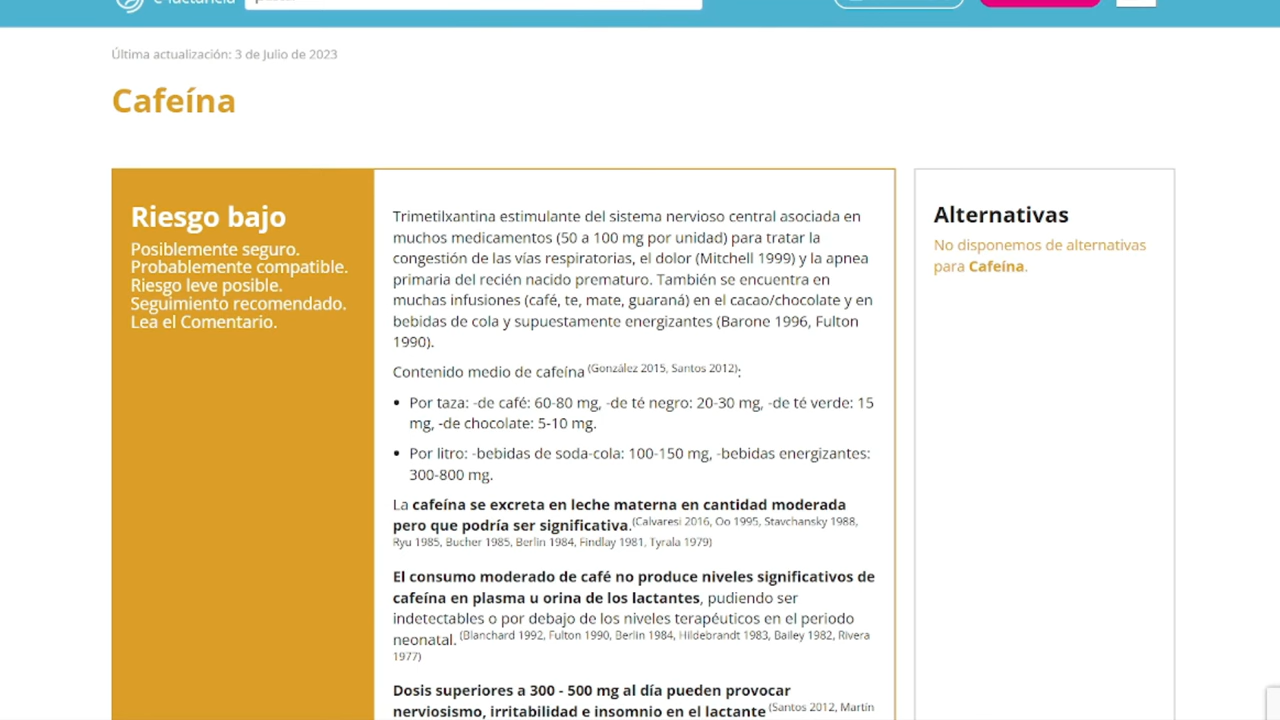 Última actualización: 3 de Julio de 2023
Cafeína
Riesgo bajo
Posiblemente seguro.
Probablemente compatible.
Riesgo leve posible.
Seguimiento recomendado.
Lea el Comentario.
Trimetilxantina estimulante del sistema nervioso central asociada en
muchos medicamentos (50 a 100 mg por unidad) para tratar la
congestión de las vías respiratorias, el dolor (Mitchell 1999) y la apnea
primaria del recién nacido prematuro. También se encuentra en
muchas infusiones (café, te, mate, guaraná) en el cacao/chocolate y en
bebidas de cola y supuestamente energizantes (Barone 1996, Fulton
1990).
Contenido medio de cafeína (González 2015, Santos 2012):
• Por taza: -de café: 60-80 mg, -de té negro: 20-30 mg, -de té verde: 15
mg, -de chocolate: 5-10 mg.
• Por litro: -bebidas de soda-cola: 100-150 mg, -bebidas energizantes:
300-800 mg.
La cafeína se excreta en leche materna en cantidad moderada
pero que podría ser significativa.(Calvaresi 2016, Oo 1995, Stavchansky 1988,
Ryu 1985, Bucher 1985, Berlin 1984, Findlay 1981, Tyrala 1979)
El consumo moderado de café no produce niveles significativos de
cafeína en plasma u orina de los lactantes, pudiendo ser
indetectables o por debajo de los niveles terapéuticos en el periodo
neonatal. (Blanchard 1992, Fulton 1990, Berlin 1984, Hildebrandt 1983, Bailey 1982, Rivera
1977)
Dosis superiores a 300 - 500 mg al día pueden provocar
nerviosismo, irritabilidad e insomnio en el lactante (Santos 2012, Martín
Alternativas
No disponemos de alternativas
para Cafeína.